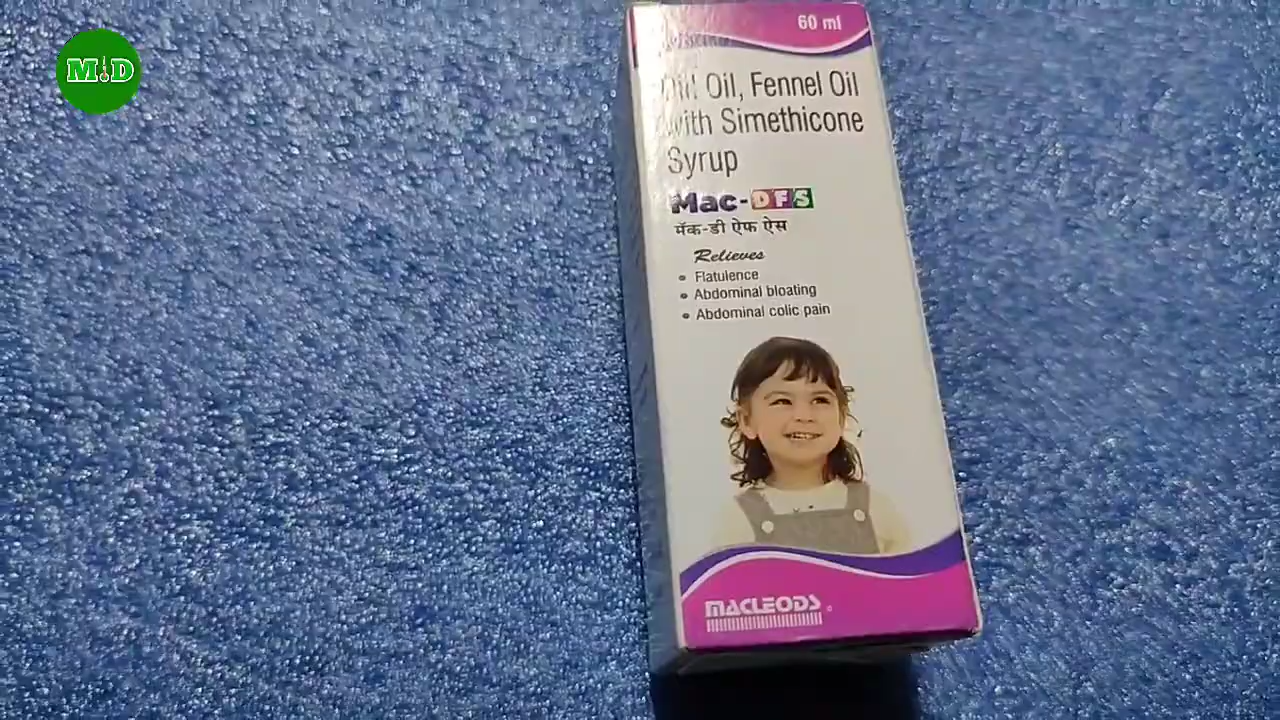 M D
60 ml
Dill Oil, Fennel Oil
with Simethicone
Syrup
Mac-DFS
मॅक-डी ऐफ ऐस
Relieves
• Flatulence
• Abdominal bloating
• Abdominal colic pain
MACLEODS